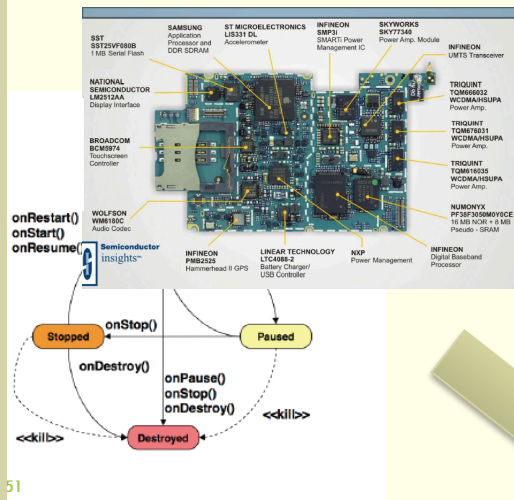 SST
SST25VF080B
1 MB Serial Flash
SAMSUNG
Application
Processor and
DDR SDRAM
ST MICROELECTRONICS
LIS331 DL
Accelerometer
INFINEON
SMP3i
SMARTi Power
Management IC
SKYWORKS
SKY77340
Power Amp. Module
INFINEON
UMTS Transceiver
NATIONAL
SEMICONDUCTOR
LM2512AA
Display Interface
TRIQUINT
TQM666032
WCDMA/HSUPA
Power Amp.
BROADCOM
BCM5974
Touchscreen
Controller
TRIQUINT
TQM676031
WCDMA/HSUPA
Power Amp.
TRIQUINT
TQM616035
WCDMA/HSUPA
Power Amp.
WOLFSON
WM6180C
Audio Codec
NUMONYX
PF38F3050M0Y0CE
16 MB NOR + 8 MB
Pseudo - SRAM
INFINEON
PMB2525
Hammerhead II GPS
LINEAR TECHNOLOGY
LTC4088-2
Battery Charger/
USB Controller
NXP
Power Management
INFINEON
Digital Baseband
Processor
Semiconductor
insights
onRestart()
onStart()
onResume()
onStop()
Stopped
Paused
onDestroy()
onPause()
onStop()
onDestroy()
<<kill>>
<<kill>>
Destroyed
51